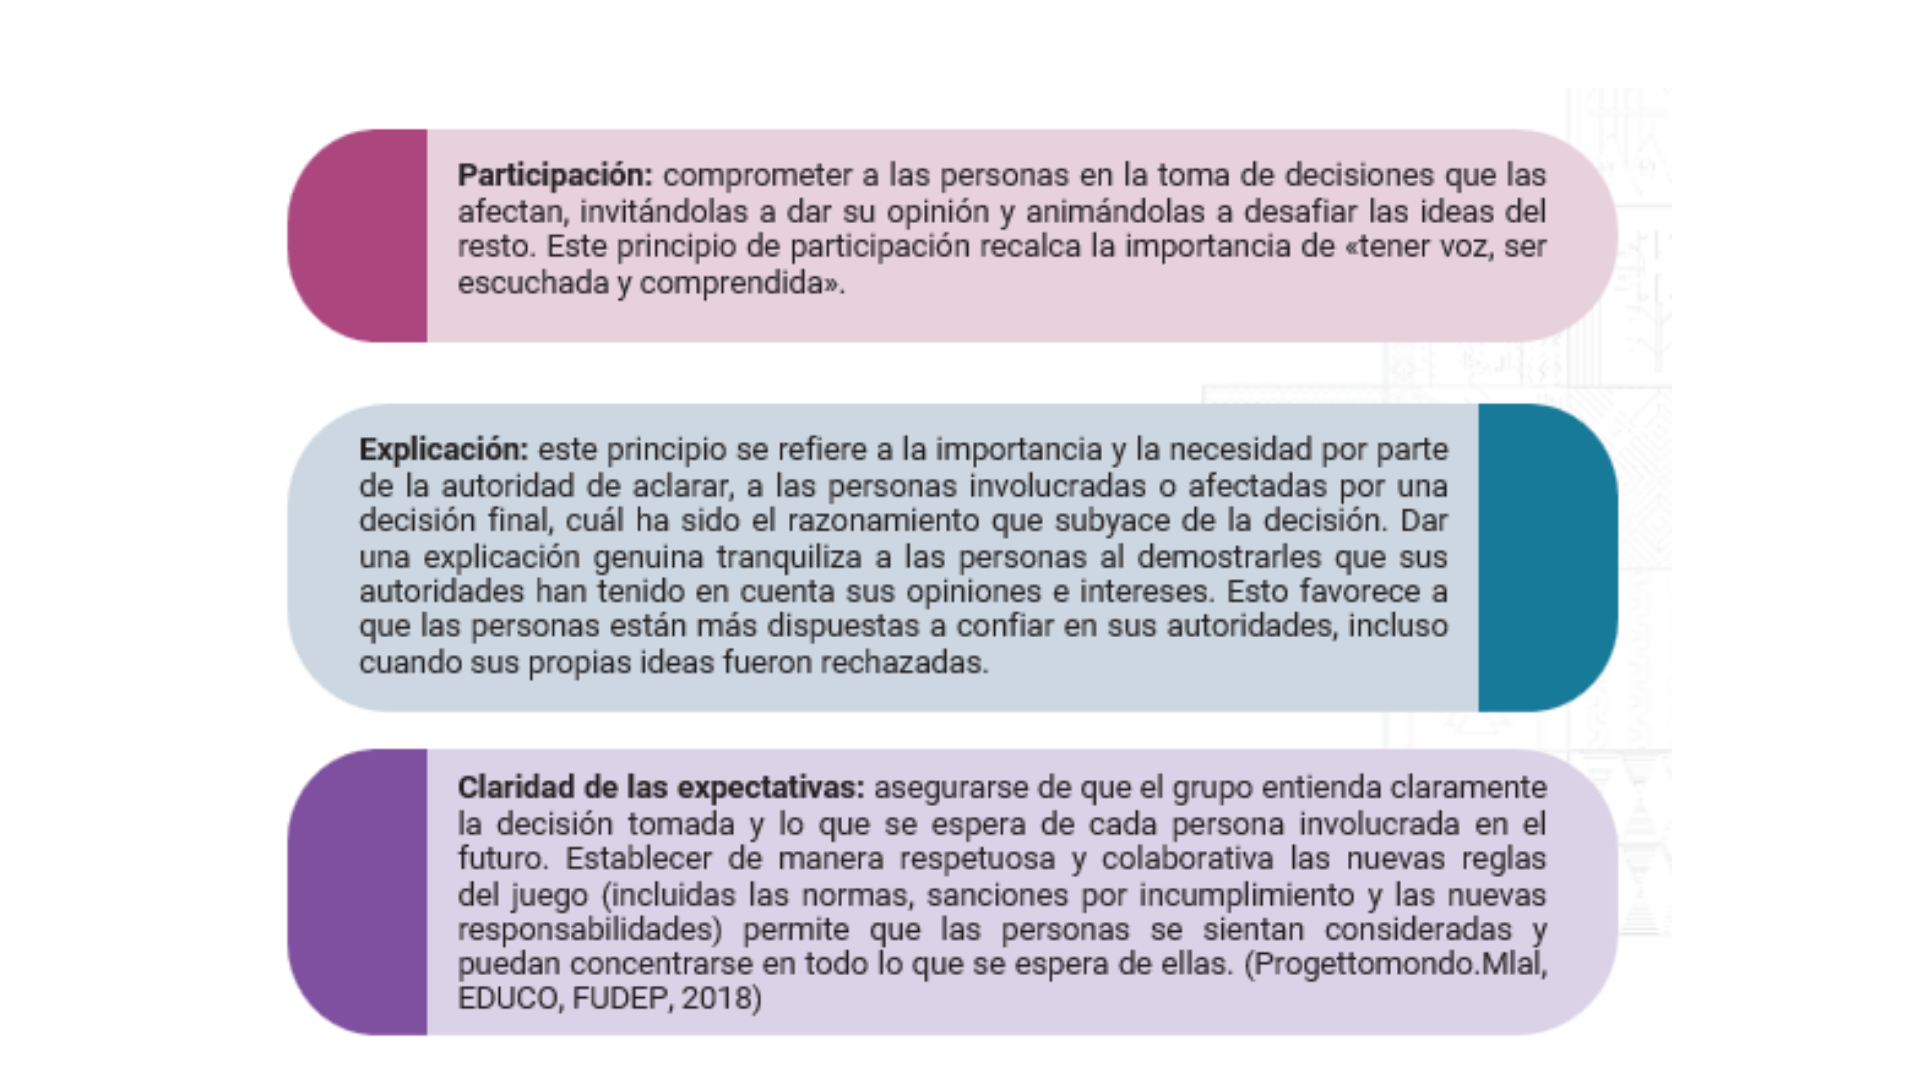 Participación: comprometer a las personas en la toma de decisiones que las
afectan, invitándolas a dar su opinión y animándolas a desafiar las ideas del
resto. Este principio de participación recalca la importancia de «tener voz, ser
escuchada y comprendida».
Explicación: este principio se refiere a la importancia y la necesidad por parte
de la autoridad de aclarar, a las personas involucradas o afectadas por una
decisión final, cuál ha sido el razonamiento que subyace de la decisión. Dar
una explicación genuina tranquiliza a las personas al demostrarles que sus
autoridades han tenido en cuenta sus opiniones e intereses. Esto favorece a
que las personas están más dispuestas a confiar en sus autoridades, incluso
cuando sus propias ideas fueron rechazadas.
Claridad de las expectativas: asegurarse de que el grupo entienda claramente
la decisión tomada y lo que se espera de cada persona involucrada en el
futuro. Establecer de manera respetuosa y colaborativa las nuevas reglas
del juego (incluidas las normas, sanciones por incumplimiento y las nuevas
responsabilidades) permite que las personas se sientan consideradas y
puedan concentrarse en todo lo que se espera de ellas. (Progettomondo.Mlal,
EDUCO, FUDEP, 2018)